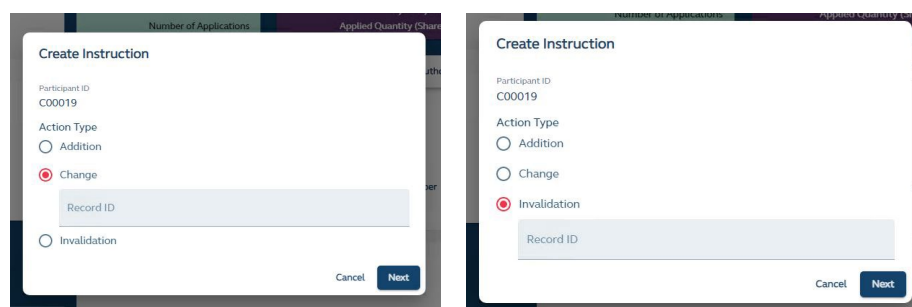 Number of Applications
Applied Quantity (Share
Create Instruction
Participant ID
C00019
Action Type
Addition
Change
Record ID
Invalidation
Cancel
Next
Number of Applications
Applied Quantity
Create Instruction
Participant ID
C00019
Action Type
Addition
Change
Invalidation
Record ID
Cancel
Next